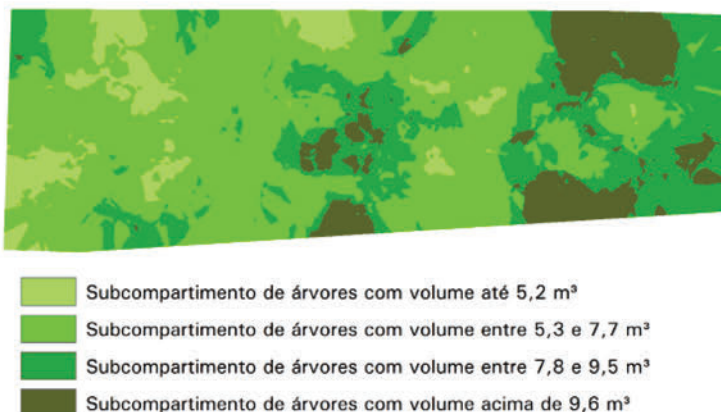 Subcompartimento de árvores com volume até 5,2 m³
Subcompartimento de árvores com volume entre 5,3 e 7,7 m³
Subcompartimento de árvores com volume entre 7,8 e 9,5 m³
Subcompartimento de árvores com volume acima de 9,6 m³